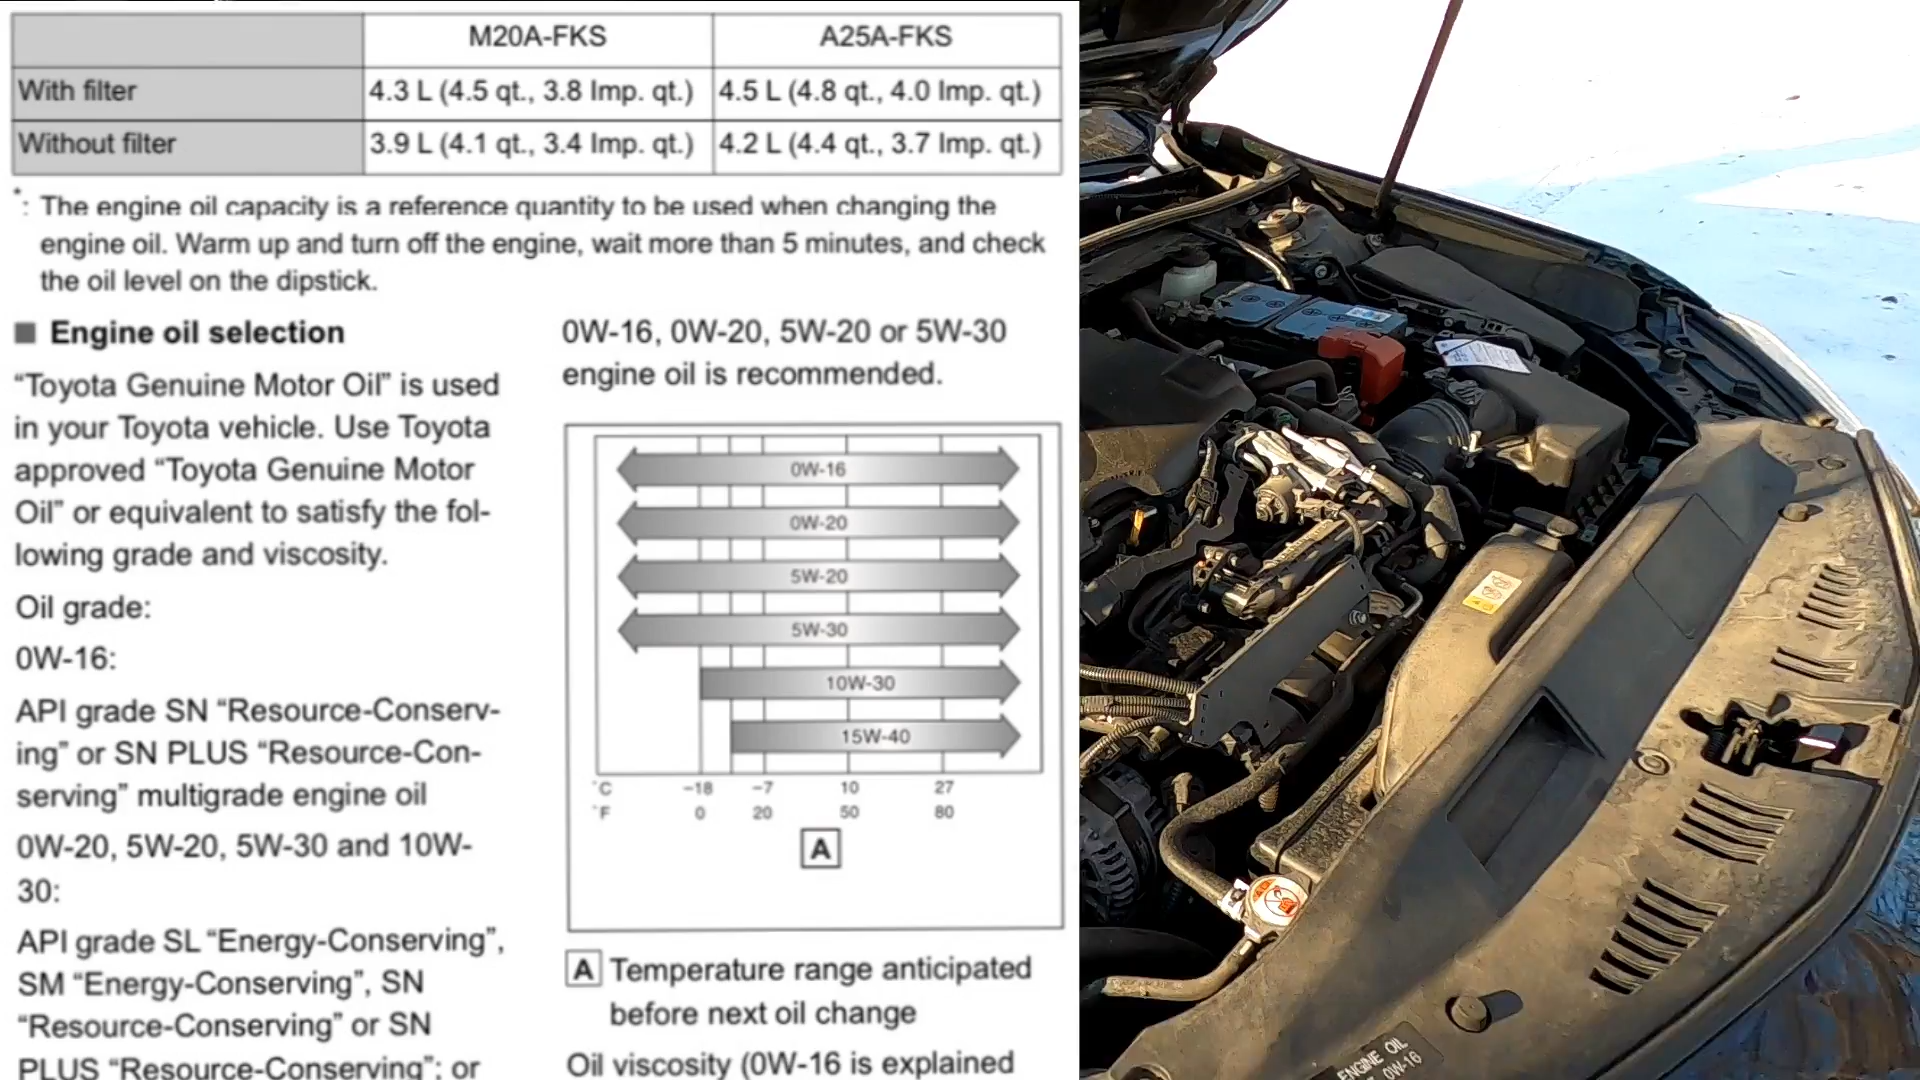 M20A-FKS A25A-FKS
With filter 4.3 L (4.5 qt., 3.8 Imp. qt.) 4.5 L (4.8 qt., 4.0 Imp. qt.)
Without filter 3.9 L (4.1 qt., 3.4 Imp. qt.) 4.2 L (4.4 qt., 3.7 Imp. qt.)
*: The engine oil capacity is a reference quantity to be used when changing the
engine oil. Warm up and turn off the engine, wait more than 5 minutes, and check
the oil level on the dipstick.
■ Engine oil selection
“Toyota Genuine Motor Oil” is used
in your Toyota vehicle. Use Toyota
approved “Toyota Genuine Motor
Oil” or equivalent to satisfy the fol-
lowing grade and viscosity.
Oil grade:
0W-16:
API grade SN “Resource-Conserv-
ing” or SN PLUS “Resource-Con-
serving” multigrade engine oil
0W-20, 5W-20, 5W-30 and 10W-
30:
API grade SL “Energy-Conserving”,
SM “Energy-Conserving”, SN
“Resource-Conserving” or SN
PLUS “Resource-Conserving”; or
0W-16, 0W-20, 5W-20 or 5W-30
engine oil is recommended.
0W-16
0W-20
5W-20
5W-30
10W-30
15W-40
°C -18 -7 10 27
°F 0 20 50 80
A
A Temperature range anticipated
before next oil change
Oil viscosity (0W-16 is explained
ENGINE OIL
0W-16